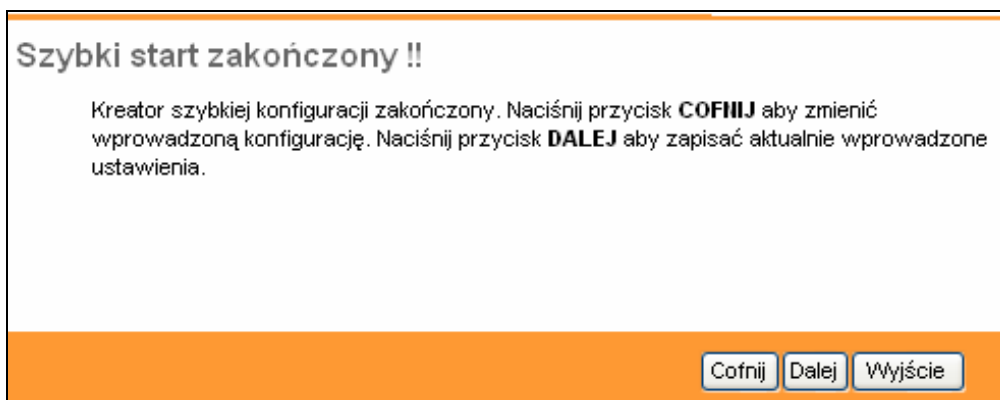 Szybki start zakończony !!
Kreator szybkiej konfiguracji zakończony. Naciśnij przycisk COFNIJ aby zmienić
wprowadzoną konfigurację. Naciśnij przycisk DALEJ aby zapisać aktualnie wprowadzone
ustawienia.
Cofnij Dalej Wyjście